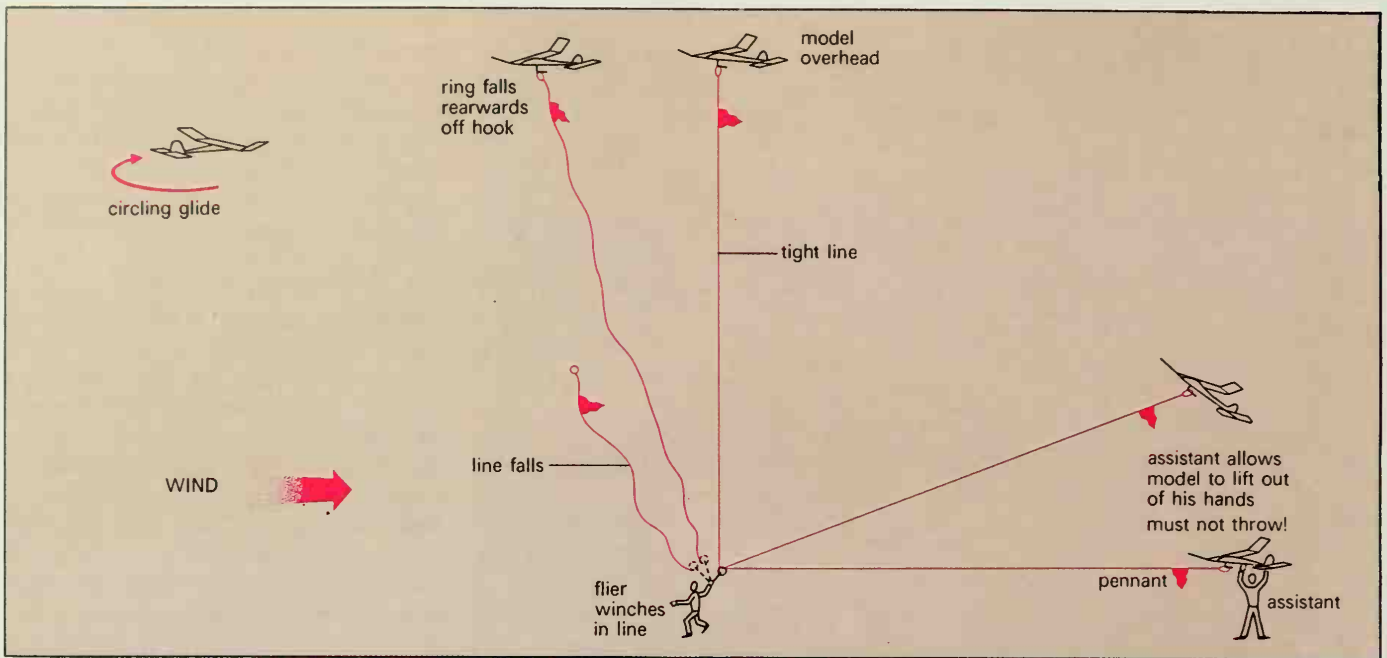 model
overhead
ring falls
rearwards
off hook
circling glide
tight line
line falls
WIND
assistant allows
model to lift out
of his hands
must not throw!
pennant
assistant
flier
winches
in line